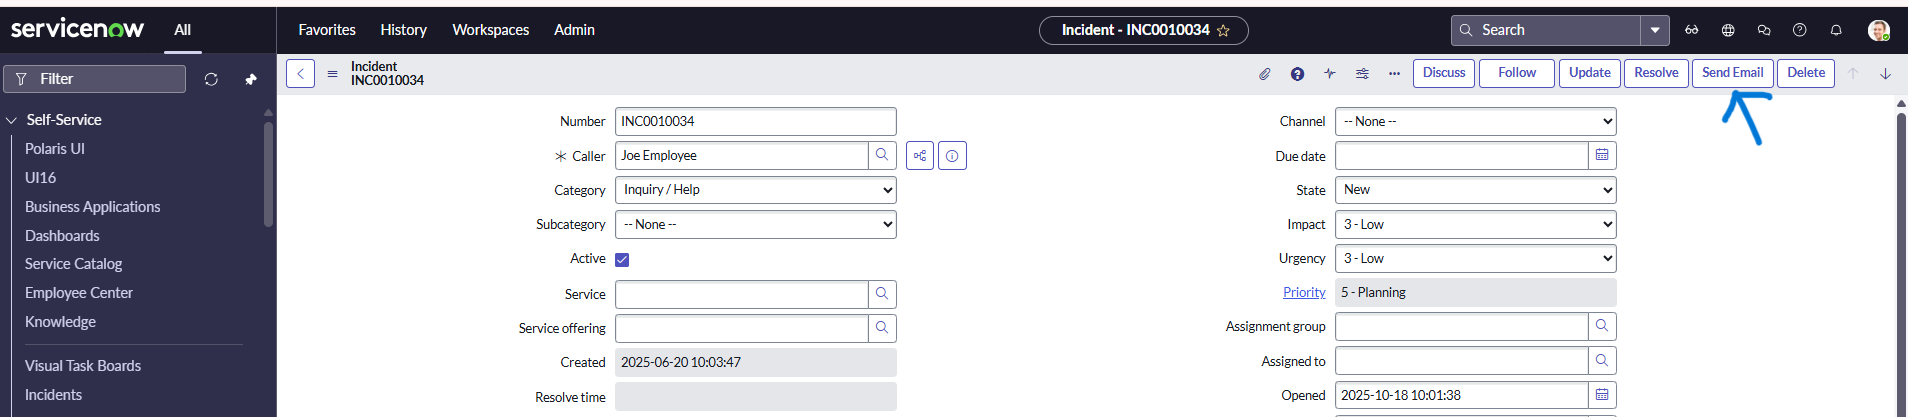 servicenow
All
Favorites
History
Workspaces
Admin
Incident - INC0010034
Search
Filter
Incident
INC0010034
Discuss
Follow
Update
Resolve
Send Email
Delete
Self-Service
Polaris UI
UI16
Business Applications
Dashboards
Service Catalog
Employee Center
Knowledge
Visual Task Boards
Incidents
Number INC0010034
Caller Joe Employee
Category Inquiry / Help
Subcategory -- None --
Active
Service
Service offering
Created 2025-06-20 10:03:47
Resolve time
Channel -- None --
Due date
State New
Impact 3 - Low
Urgency 3 - Low
Priority 5 - Planning
Assignment group
Assigned to
Opened 2025-10-18 10:01:38